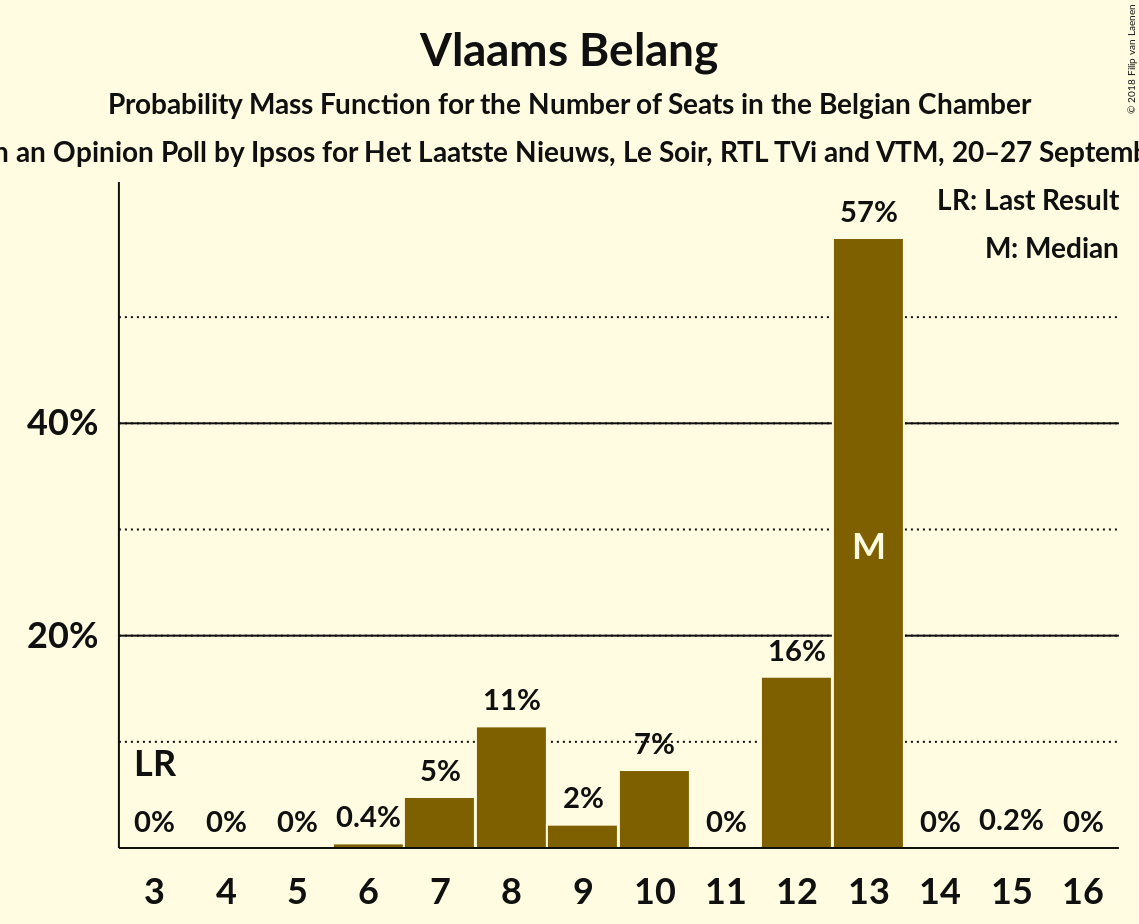 Vlaams Belang
Probability Mass Function for the Number of Seats in the Belgian Chamber
an Opinion Poll by Ipsos for Het Laatste Nieuws, Le Soir, RTL TVi and VTM, 20–27
© 2018 Filip van Laenen
LR: Last Result
M: Median
57%
40%
M
20%
16%
11%
LR
7%
5%
2%
0% 0% 0% 0.4% 0% 0% 0.2% 0%
3 4 5 6 7 8 9 10 11 12 13 14 15 16